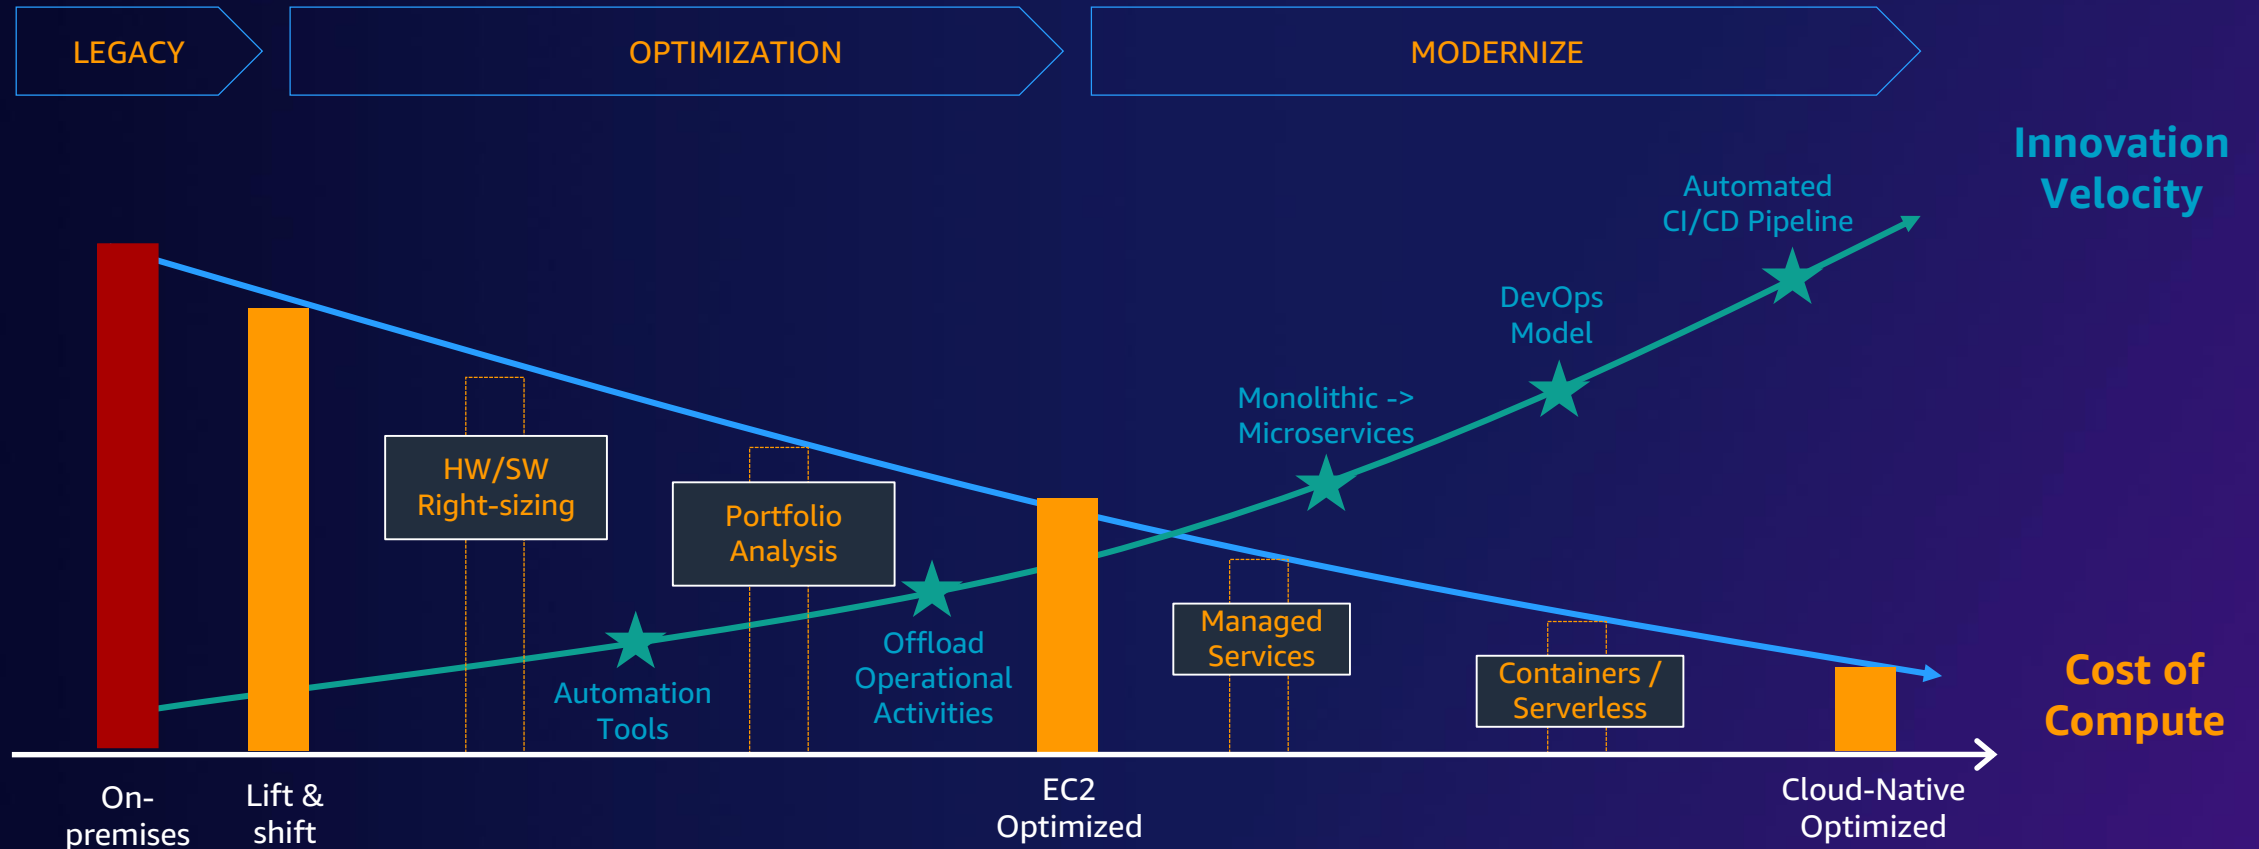 LEGACY
OPTIMIZATION
MODERNIZE
Innovation
Velocity
Automated
CI/CD Pipeline
DevOps
Model
Monolithic ->
Microservices
HW/SW
Right-sizing
Portfolio
Analysis
Automation
Tools
Offload
Operational
Activities
Managed
Services
Containers /
Serverless
Cost of
Compute
On-
premises
Lift &
shift
EC2
Optimized
Cloud-Native
Optimized